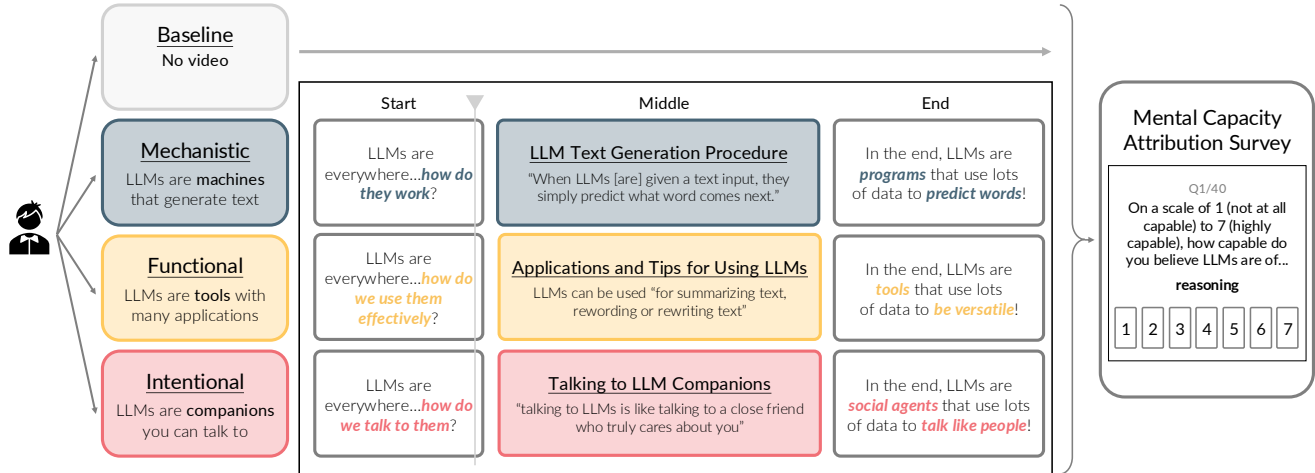 Baseline
No video
Start
Middle
End
Mechanistic
LLMs are machines
that generate text
LLMs are
everywhere...how do
they work?
LLM Text Generation Procedure
“When LLMs [are] given a text input, they
simply predict what word comes next.”
In the end, LLMs are
programs that use lots
of data to predict words!
Functional
LLMs are tools with
many applications
LLMs are
everywhere...how do
we use them
effectively?
Applications and Tips for Using LLMs
LLMs can be used “for summarizing text,
rewording or rewriting text”
In the end, LLMs are
tools that use lots
of data to be versatile!
Intentional
LLMs are companions
you can talk to
LLMs are
everywhere...how do
we talk to them?
Talking to LLM Companions
“talking to LLMs is like talking to a close friend
who truly cares about you”
In the end, LLMs are
social agents that use lots
of data to talk like people!
Mental Capacity
Attribution Survey
Q1/40
On a scale of 1 (not at all
capable) to 7 (highly
capable), how capable do
you believe LLMs are of...
reasoning
1 2 3 4 5 6 7